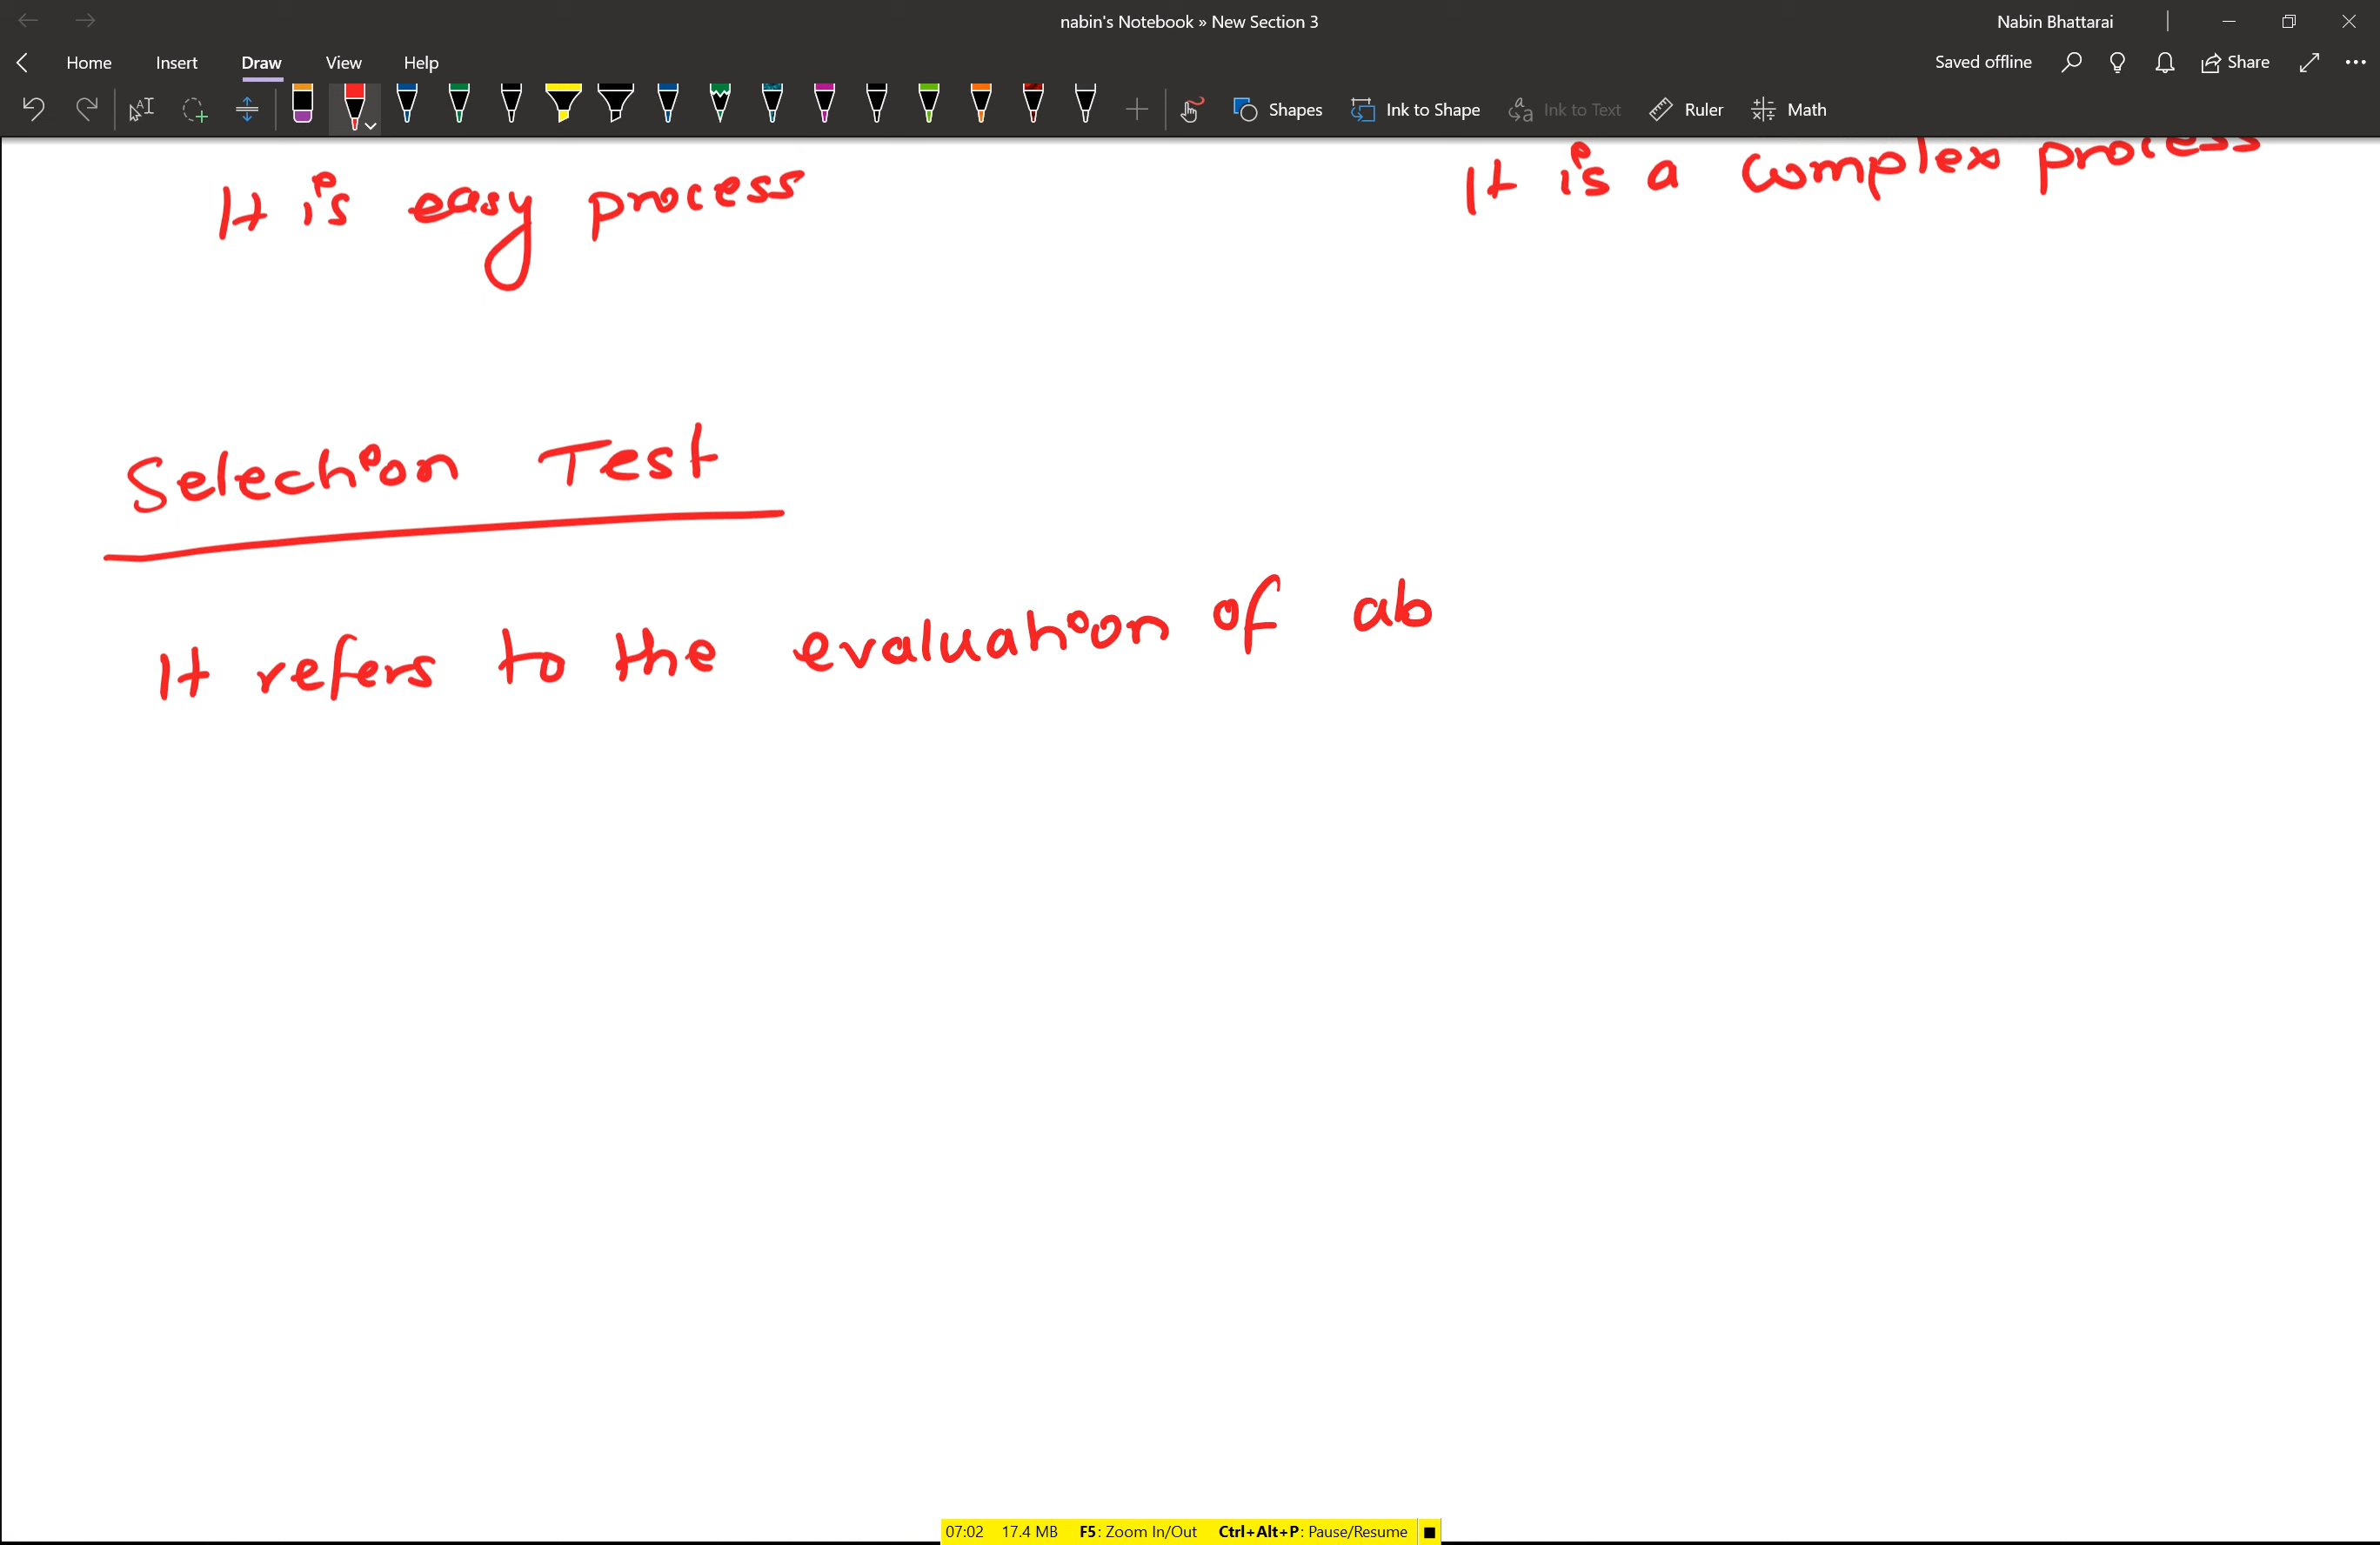 nabin's Notebook » New Section 3
Nabin Bhattarai
Home Insert Draw View Help
Saved offline Share
Shapes Ink to Shape Ink to Text Ruler Math
It is easy process
It is a complex process
Selection Test
It refers to the evaluation of ab
07:02 17.4 MB F5: Zoom In/Out Ctrl+Alt+P: Pause/Resume